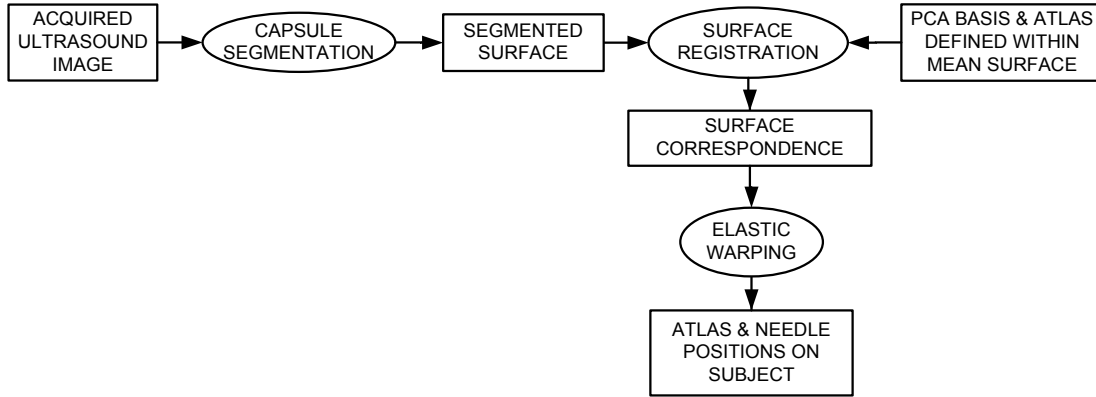 ACQUIRED
ULTRASOUND
IMAGE
CAPSULE
SEGMENTATION
SEGMENTED
SURFACE
SURFACE
REGISTRATION
PCA BASIS & ATLAS
DEFINED WITHIN
MEAN SURFACE
SURFACE
CORRESPONDENCE
ELASTIC
WARPING
ATLAS & NEEDLE
POSITIONS ON
SUBJECT